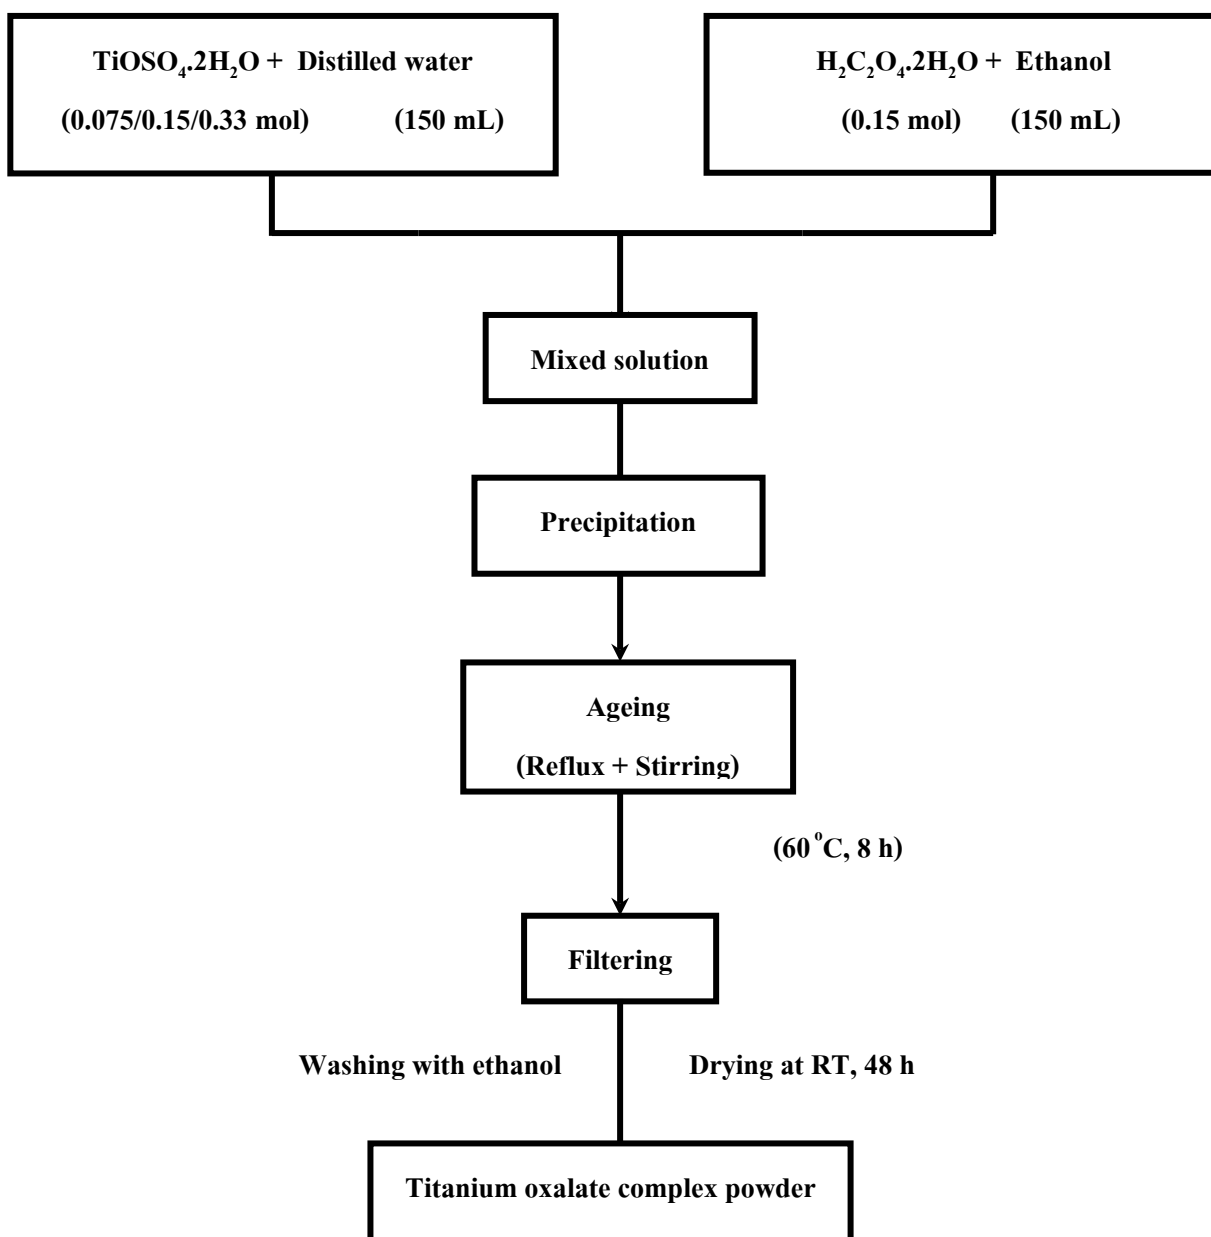 TiOSO₄.2H₂O + Distilled water
(0.075/0.15/0.33 mol) (150 mL)
H₂C₂O₄.2H₂O + Ethanol
(0.15 mol) (150 mL)
Mixed solution
Precipitation
Ageing
(Reflux + Stirring)
(60 °C, 8 h)
Filtering
Washing with ethanol
Drying at RT, 48 h
Titanium oxalate complex powder